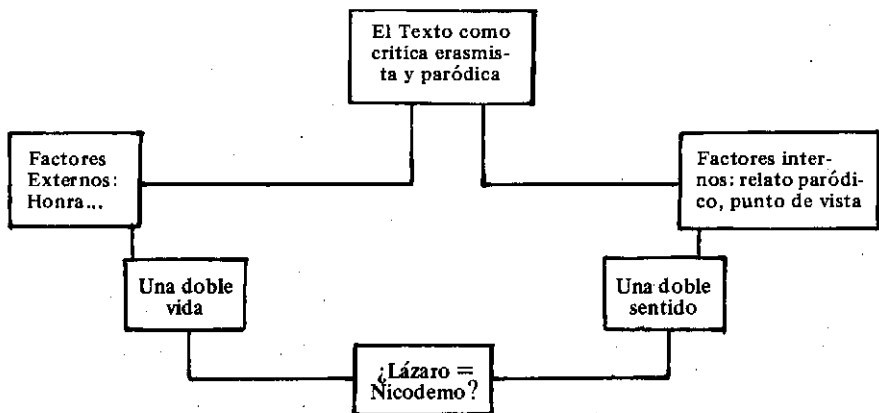 El Texto como
critíca erasmis-
ta y paródica
Factores
Externos:
Honra...
Factores inter-
nos: relato paródi-
co, punto de vista
Una doble
vida
Una doble
sentido
¿Lázaro =
Nicodemo?